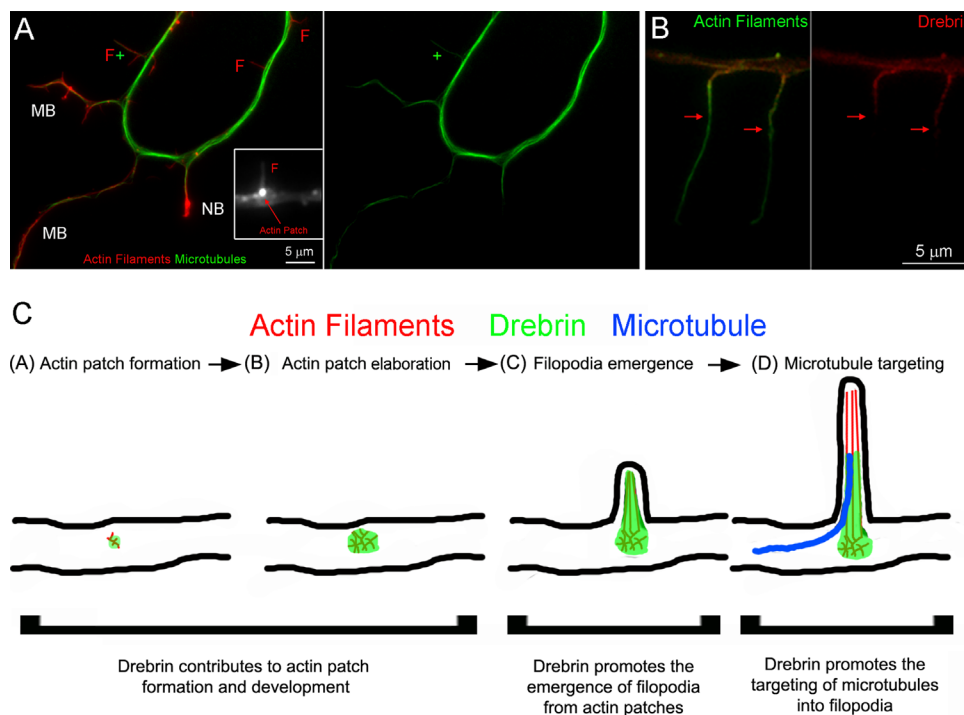 A
F
F+
F
MB
MB
NB
F
Actin Patch
Actin Filaments Microtubules
5 μm
+
B
Actin Filaments
Drebri
5 μm
C
Actin Filaments Drebrin Microtubule
(A) Actin patch formation
(B) Actin patch elaboration
(C) Filopodia emergence
(D) Microtubule targeting
Drebrin contributes to actin patch
formation and development
Drebrin promotes the
emergence of filopodia
from actin patches
Drebrin promotes the
targeting of microtubules
into filopodia